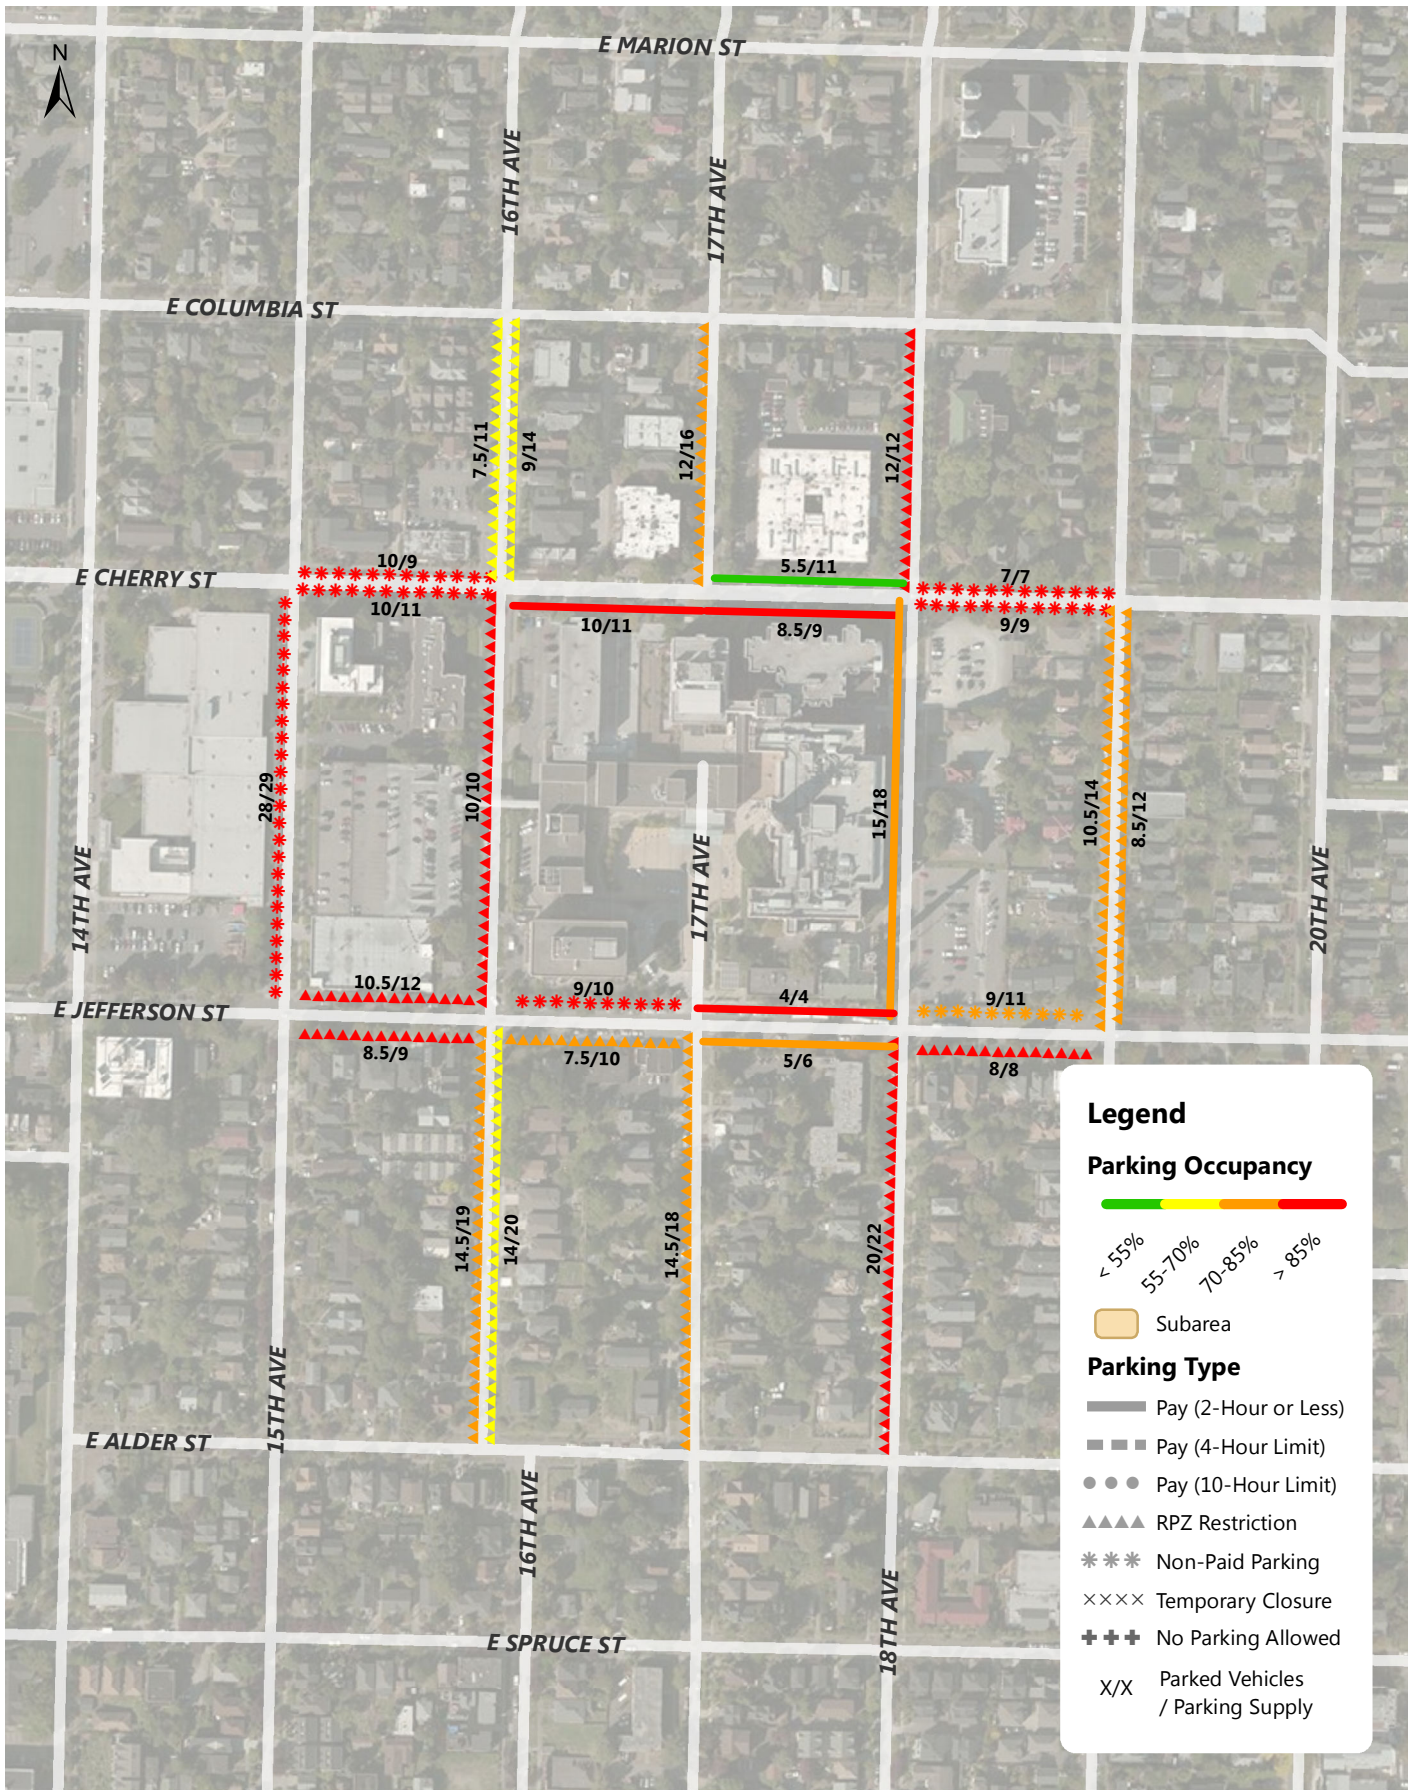 N
E MARION ST
16TH AVE
17TH AVE
E COLUMBIA ST
7.5/11
9/14
12/16
12/12
10/9
5.5/11
7/7
E CHERRY ST
10/11
10/11
8.5/9
9/9
28/29
10/10
15/18
10.5/14
8.5/12
14TH AVE
17TH AVE
20TH AVE
10.5/12
9/10
4/4
9/11
E JEFFERSON ST
8.5/9
7.5/10
5/6
8/8
14.5/19
14/20
14.5/18
20/22
15TH AVE
E ALDER ST
16TH AVE
18TH AVE
E SPRUCE ST
Legend
Parking Occupancy
< 55%
55-70%
70-85%
> 85%
Subarea
Parking Type
Pay (2-Hour or Less)
Pay (4-Hour Limit)
Pay (10-Hour Limit)
RPZ Restriction
Non-Paid Parking
Temporary Closure
No Parking Allowed
X/X Parked Vehicles
/ Parking Supply